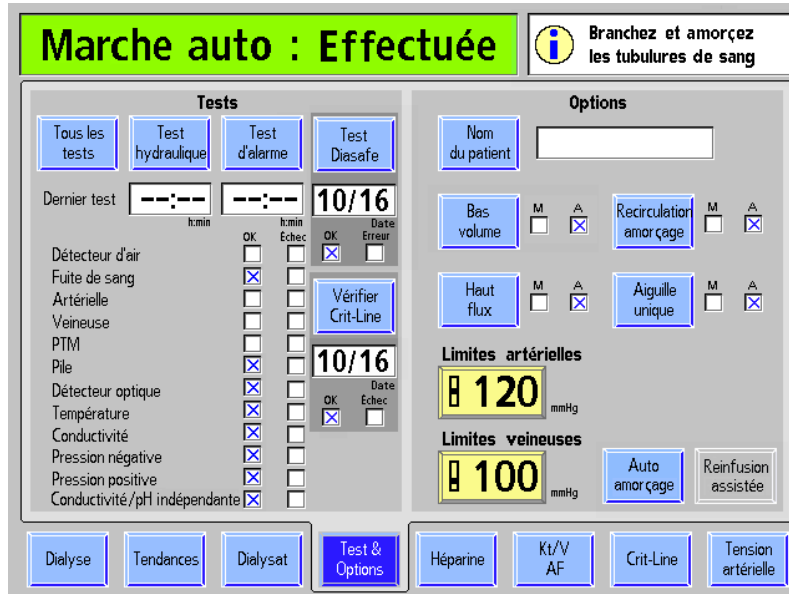 Marche auto : Effectuée
i
Branchez et amorçez
les tubulures de sang
Tests
Tous les
tests
Test
hydraulique
Test
d'alarme
Test
Diasafe
Dernier test
--:--
h:min
--:--
h:min
10/16
Date
OK
Échec
OK
Erreur
Détecteur d'air
Fuite de sang
Artérielle
Veineuse
PTM
Pile
Détecteur optique
Température
Conductivité
Pression négative
Pression positive
Conductivité/pH indépendante
Vérifier
Crit-Line
10/16
Date
OK
Échec
Options
Nom
du patient
Bas
volume
M
A
Recirculation
amorçage
M
A
Haut
flux
M
A
Aiguille
unique
M
A
Limites artérielles
120
mmHg
Limites veineuses
100
mmHg
Auto
amorçage
Reinfusion
assistée
Dialyse
Tendances
Dialysat
Test &
Options
Héparine
Kt/V
AF
Crit-Line
Tension
artérielle